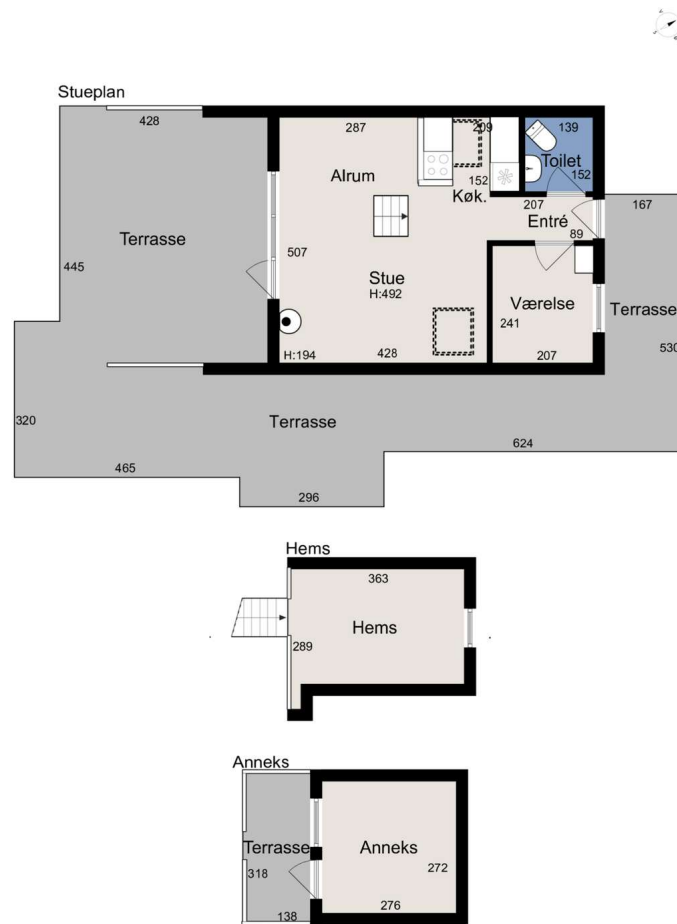 Stueplan
428
287
209
139
Alrum
Toilet
152
152
Køk.
207
167
Entré
Terrasse
507
89
445
Stue
H:492
Værelse
Terrasse
241
530
H:194
428
207
320
Terrasse
624
465
296
Hems
363
Hems
289
Anneks
Terrasse
Anneks
318
272
276
138